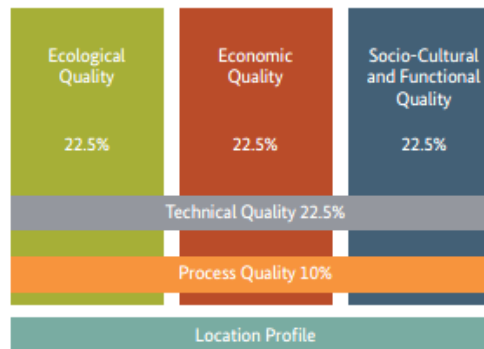 Ecological
Quality
22.5%
Economic
Quality
22.5%
Socio-Cultural
and Functional
Quality
22.5%
Technical Quality 22.5%
Process Quality 10%
Location Profile